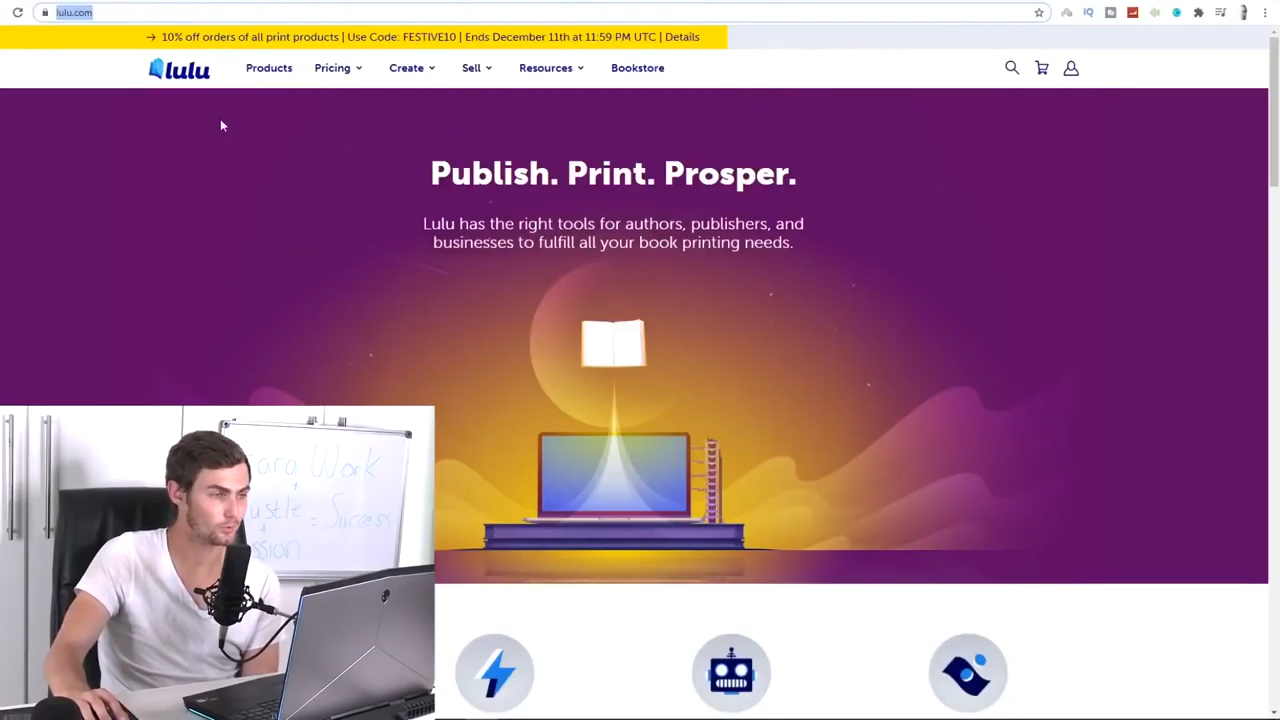 lulu.com
→ 10% off orders of all print products | Use Code: FESTIVE10 | Ends December 11th at 11:59 PM UTC | Details
lulu
Products
Pricing
Create
Sell
Resources
Bookstore
Publish. Print. Prosper.
Lulu has the right tools for authors, publishers, and
businesses to fulfill all your book printing needs.
Work
+
+
= Success